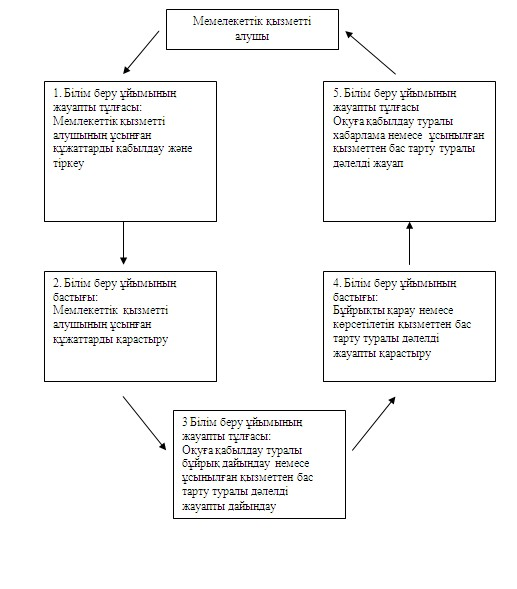 Мемелекеттік қызметті
алушы
1. Білім беру ұйымының
жауапты тұлғасы:
Мемлекеттік қызметті
алушының ұсынған
құжаттарды қабылдау және
тіркеу
2. Білім беру ұйымының
бастығы:
Мемлекеттік қызметті
алушының ұсынған
құжаттарды қарастыру
3 Білім беру ұйымының
жауапты тұлғасы:
Оқуға қабылдау туралы
бұйрық дайындау немесе
ұсынылған қызметтен бас
тарту туралы дәлелді
жауапты дайындау
4. Білім беру ұйымының
бастығы:
Бұйрықты қарау немесе
көрсетілетін қызметтен бас
тарту туралы дәлелді
жауапты қарастыру
5. Білім беру ұйымының
жауапты тұлғасы
Оқуға қабылдау туралы
хабарлама немесе ұсынылған
қызметтен бас тарту туралы
дәлелді жауап